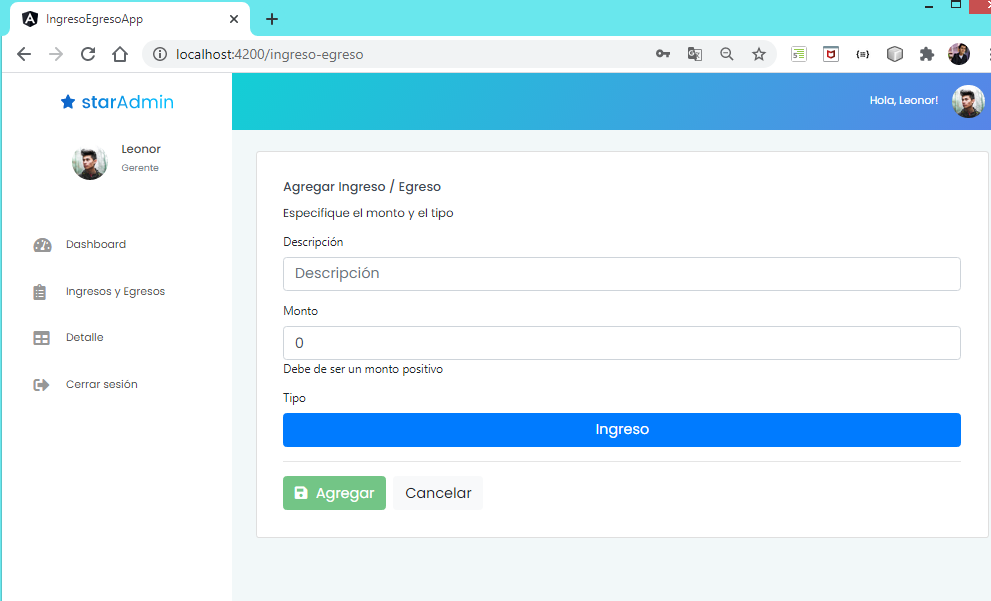 IngresoEgresoApp
localhost:4200/ingreso-egreso
starAdmin
Hola, Leonor!
Leonor
Gerente
Dashboard
Ingresos y Egresos
Detalle
Cerrar sesión
Agregar Ingreso / Egreso
Especifique el monto y el tipo
Descripción
Descripción
Monto
0
Debe de ser un monto positivo
Tipo
Ingreso
Agregar
Cancelar